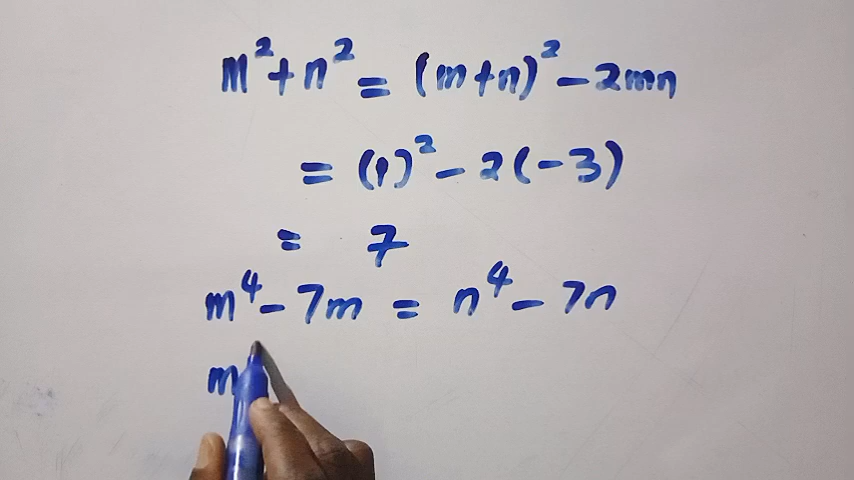 m²+n² = (m+n)² - 2mn
= (1)² - 2(-3)
= 7
m⁴ - 7m = n⁴ - 7n
m